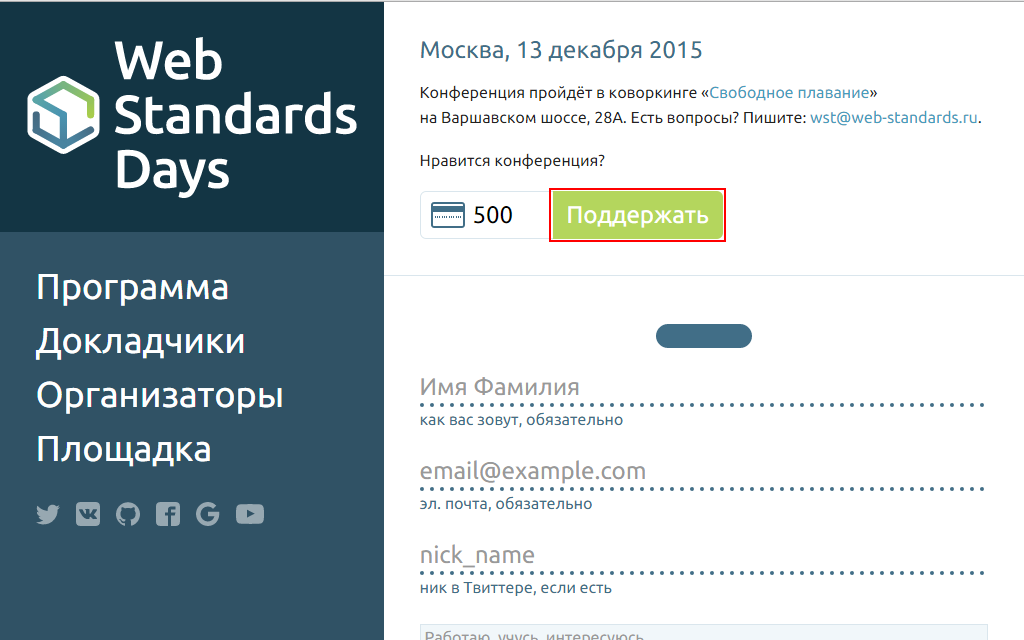 Web
Standards
Days
Программа
Докладчики
Организаторы
Площадка
Москва, 13 декабря 2015
Конференция пройдёт в коворкинге «Свободное плавание»
на Варшавском шоссе, 28А. Есть вопросы? Пишите: wst@web-standards.ru.
Нравится конференция?
500 Поддержать
Имя Фамилия
как вас зовут, обязательно
email@example.com
эл. почта, обязательно
nick_name
ник в Твиттере, если есть
Работаю, учусь, интересуюсь